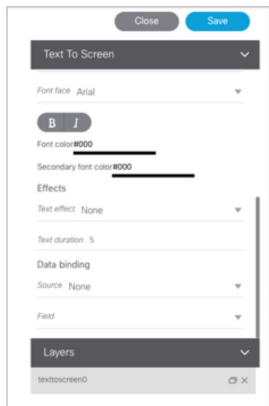 Close Save
Text To Screen
Font face Arial
B I
Font color#000
Secondary font color#000
Effects
Text effect None
Text duration 5
Data binding
Source None
Field
Layers
texttoscreen0